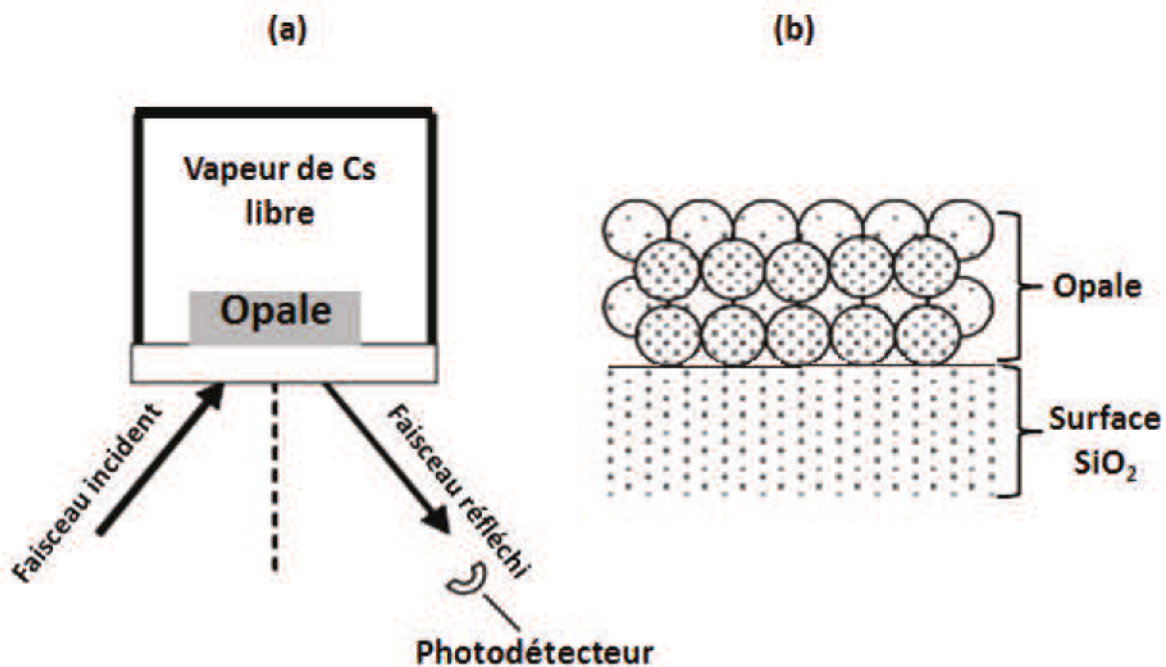 (a)
Vapeur de Cs
libre
Opale
Faisceau incident
Faisceau réfléchi
Photodétecteur
(b)
Opale
Surface
SiO₂